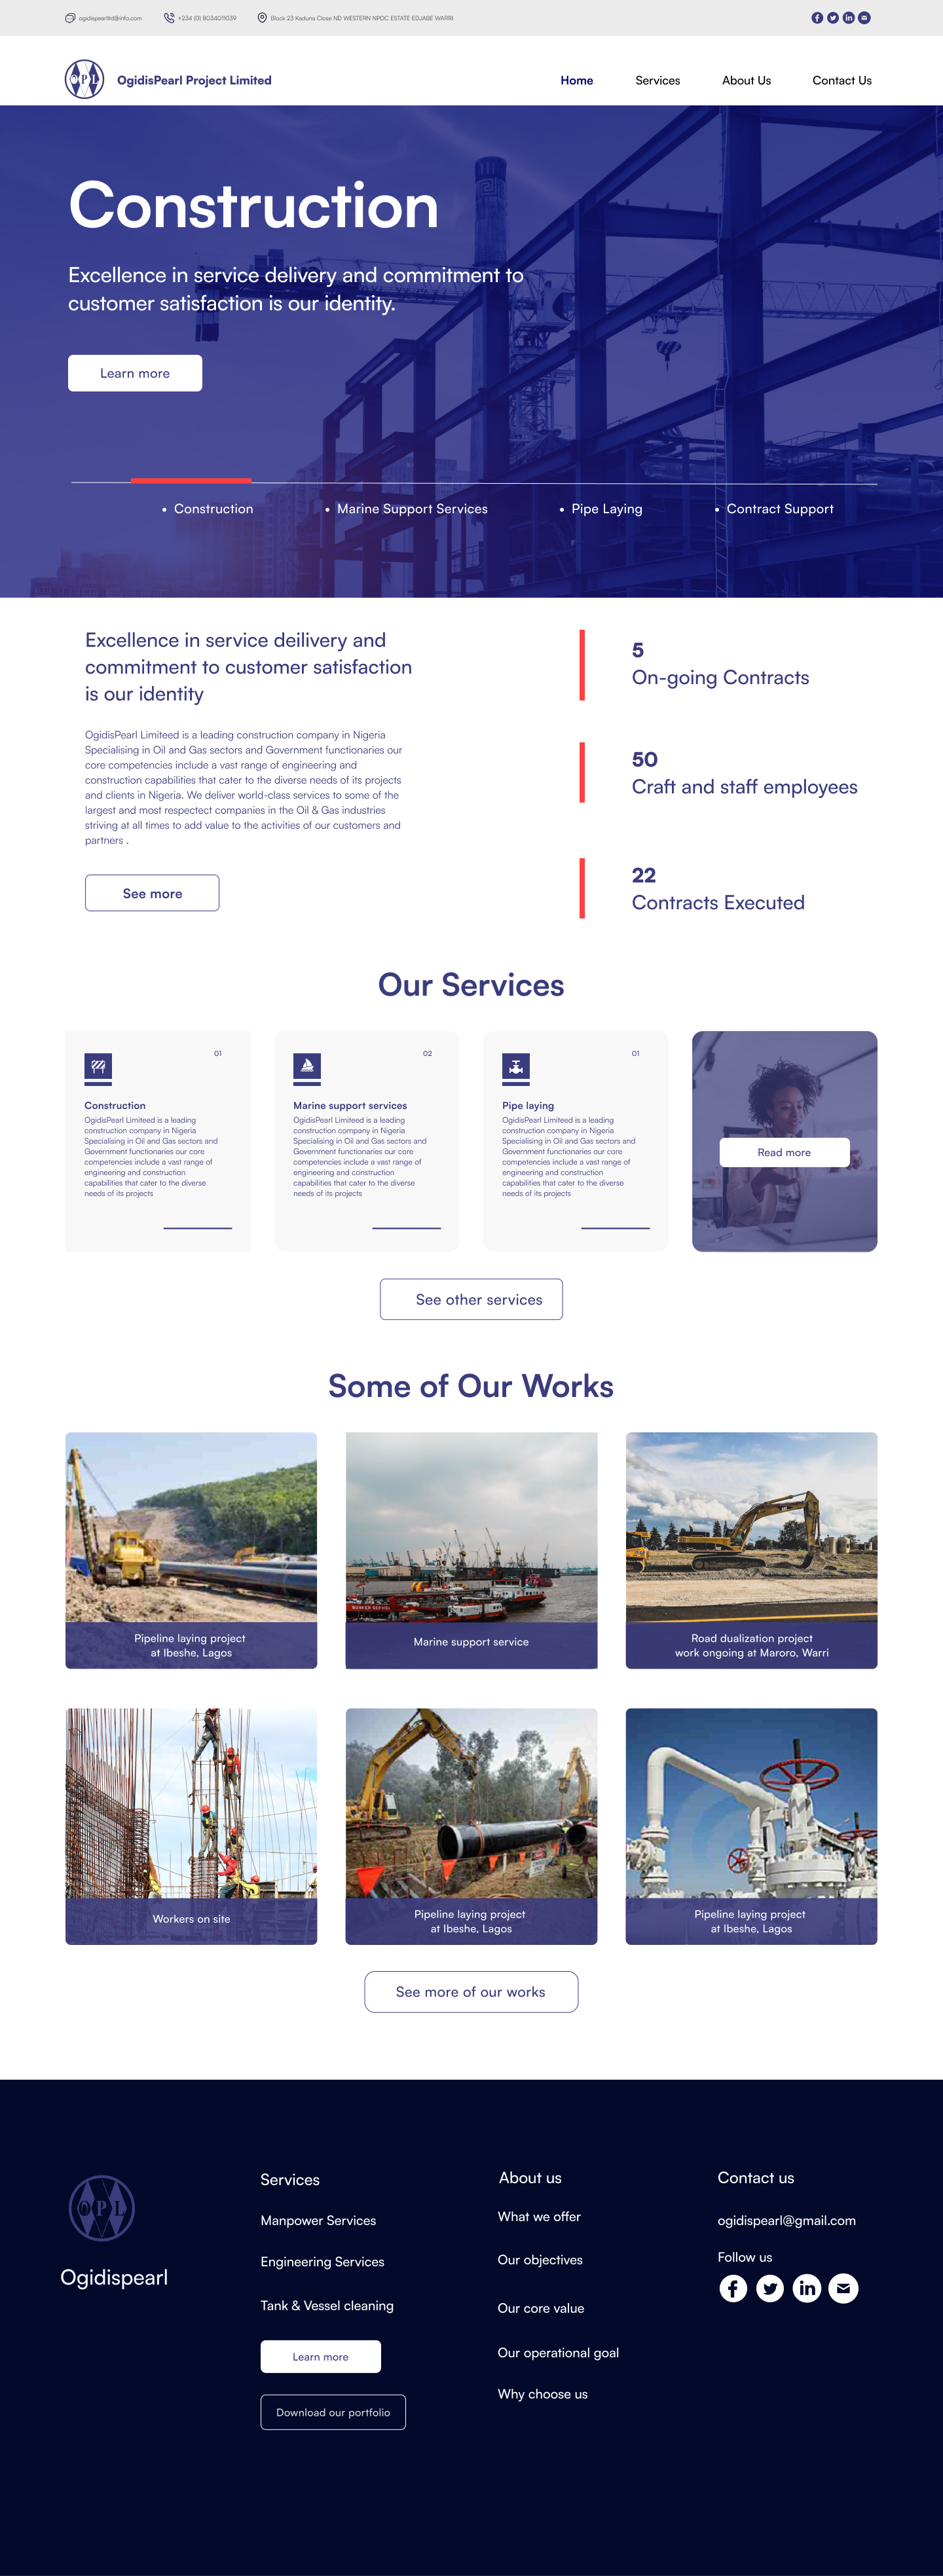 ogidispearlltd@info.com
+234 (0) 8034011039
Block 23 Kaduna Close ND WESTERN NPDC ESTATE EDJABE WARRI
OPL
OgidisPearl Project Limited
Home
Services
About Us
Contact Us
Construction
Excellence in service delivery and commitment to
customer satisfaction is our identity.
Learn more
• Construction
• Marine Support Services
• Pipe Laying
• Contract Support
Excellence in service deilivery and
commitment to customer satisfaction
is our identity
OgidisPearl Limiteed is a leading construction company in Nigeria
Specialising in Oil and Gas sectors and Government functionaries our
core competencies include a vast range of engineering and
construction capabilities that cater to the diverse needs of its projects
and clients in Nigeria. We deliver world-class services to some of the
largest and most respectect companies in the Oil & Gas industries
striving at all times to add value to the activities of our customers and
partners .
See more
5
On-going Contracts
50
Craft and staff employees
22
Contracts Executed
Our Services
01
Construction
OgidisPearl Limiteed is a leading
construction company in Nigeria
Specialising in Oil and Gas sectors and
Government functionaries our core
competencies include a vast range of
engineering and construction
capabilities that cater to the diverse
needs of its projects
02
Marine support services
OgidisPearl Limiteed is a leading
construction company in Nigeria
Specialising in Oil and Gas sectors and
Government functionaries our core
competencies include a vast range of
engineering and construction
capabilities that cater to the diverse
needs of its projects
01
Pipe laying
OgidisPearl Limiteed is a leading
construction company in Nigeria
Specialising in Oil and Gas sectors and
Government functionaries our core
competencies include a vast range of
engineering and construction
capabilities that cater to the diverse
needs of its projects
Read more
See other services
Some of Our Works
Pipeline laying project
at Ibeshe, Lagos
Marine support service
Road dualization project
work ongoing at Maroro, Warri
Workers on site
Pipeline laying project
at Ibeshe, Lagos
Pipeline laying project
at Ibeshe, Lagos
See more of our works
OPL
Ogidispearl
Services
Manpower Services
Engineering Services
Tank & Vessel cleaning
Learn more
Download our portfolio
About us
What we offer
Our objectives
Our core value
Our operational goal
Why choose us
Contact us
ogidispearl@gmail.com
Follow us